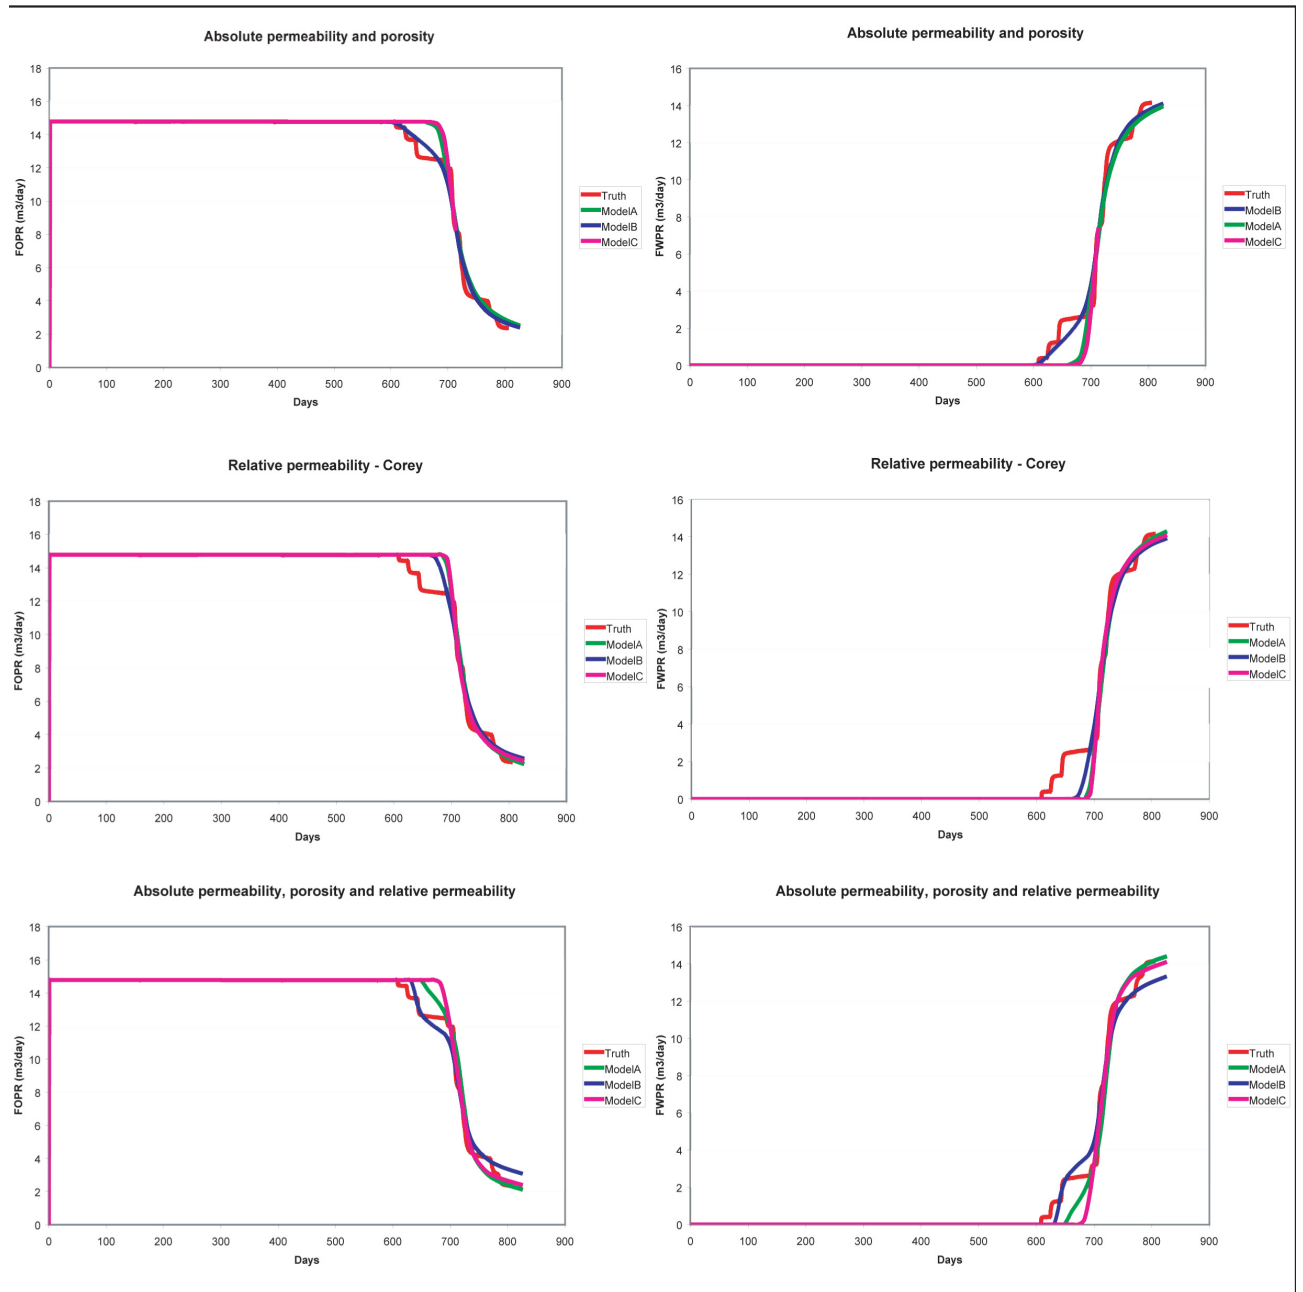 Absolute permeability and porosity
18
16
14
12
10
8
6
4
2
0
FOPR (m3/day)
0 100 200 300 400 500 600 700 800 900
Days
Truth
ModelA
ModelB
ModelC
Absolute permeability and porosity
16
14
12
10
8
6
4
2
0
FWPR (m3/day)
0 100 200 300 400 500 600 700 800 900
Days
Truth
ModelB
ModelA
ModelC
Relative permeability - Corey
18
16
14
12
10
8
6
4
2
0
FOPR (m3/day)
0 100 200 300 400 500 600 700 800 900
Days
Truth
ModelA
ModelB
ModelC
Relative permeability - Corey
16
14
12
10
8
6
4
2
0
FWPR (m3/day)
0 100 200 300 400 500 600 700 800 900
Days
Truth
ModelA
ModelB
ModelC
Absolute permeability, porosity and relative permeability
18
16
14
12
10
8
6
4
2
0
FOPR (m3/day)
0 100 200 300 400 500 600 700 800 900
Days
Truth
ModelA
ModelB
ModelC
Absolute permeability, porosity and relative permeability
16
14
12
10
8
6
4
2
0
FWPR (m3/day)
0 100 200 300 400 500 600 700 800 900
Days
Truth
ModelA
ModelB
ModelC